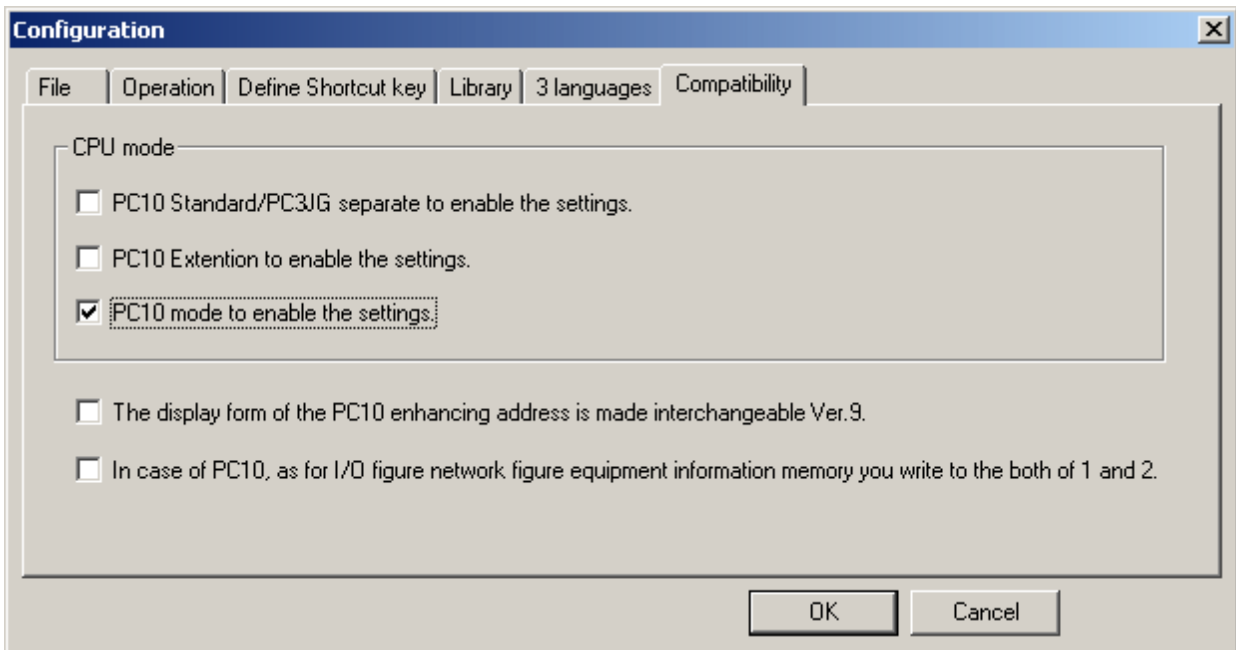 Configuration
File Operation Define Shortcut key Library 3 languages Compatibility
CPU mode
PC10 Standard/PC3JG separate to enable the settings.
PC10 Extention to enable the settings.
PC10 mode to enable the settings.
The display form of the PC10 enhancing address is made interchangeable Ver.9.
In case of PC10, as for I/O figure network figure equipment information memory you write to the both of 1 and 2.
OK Cancel